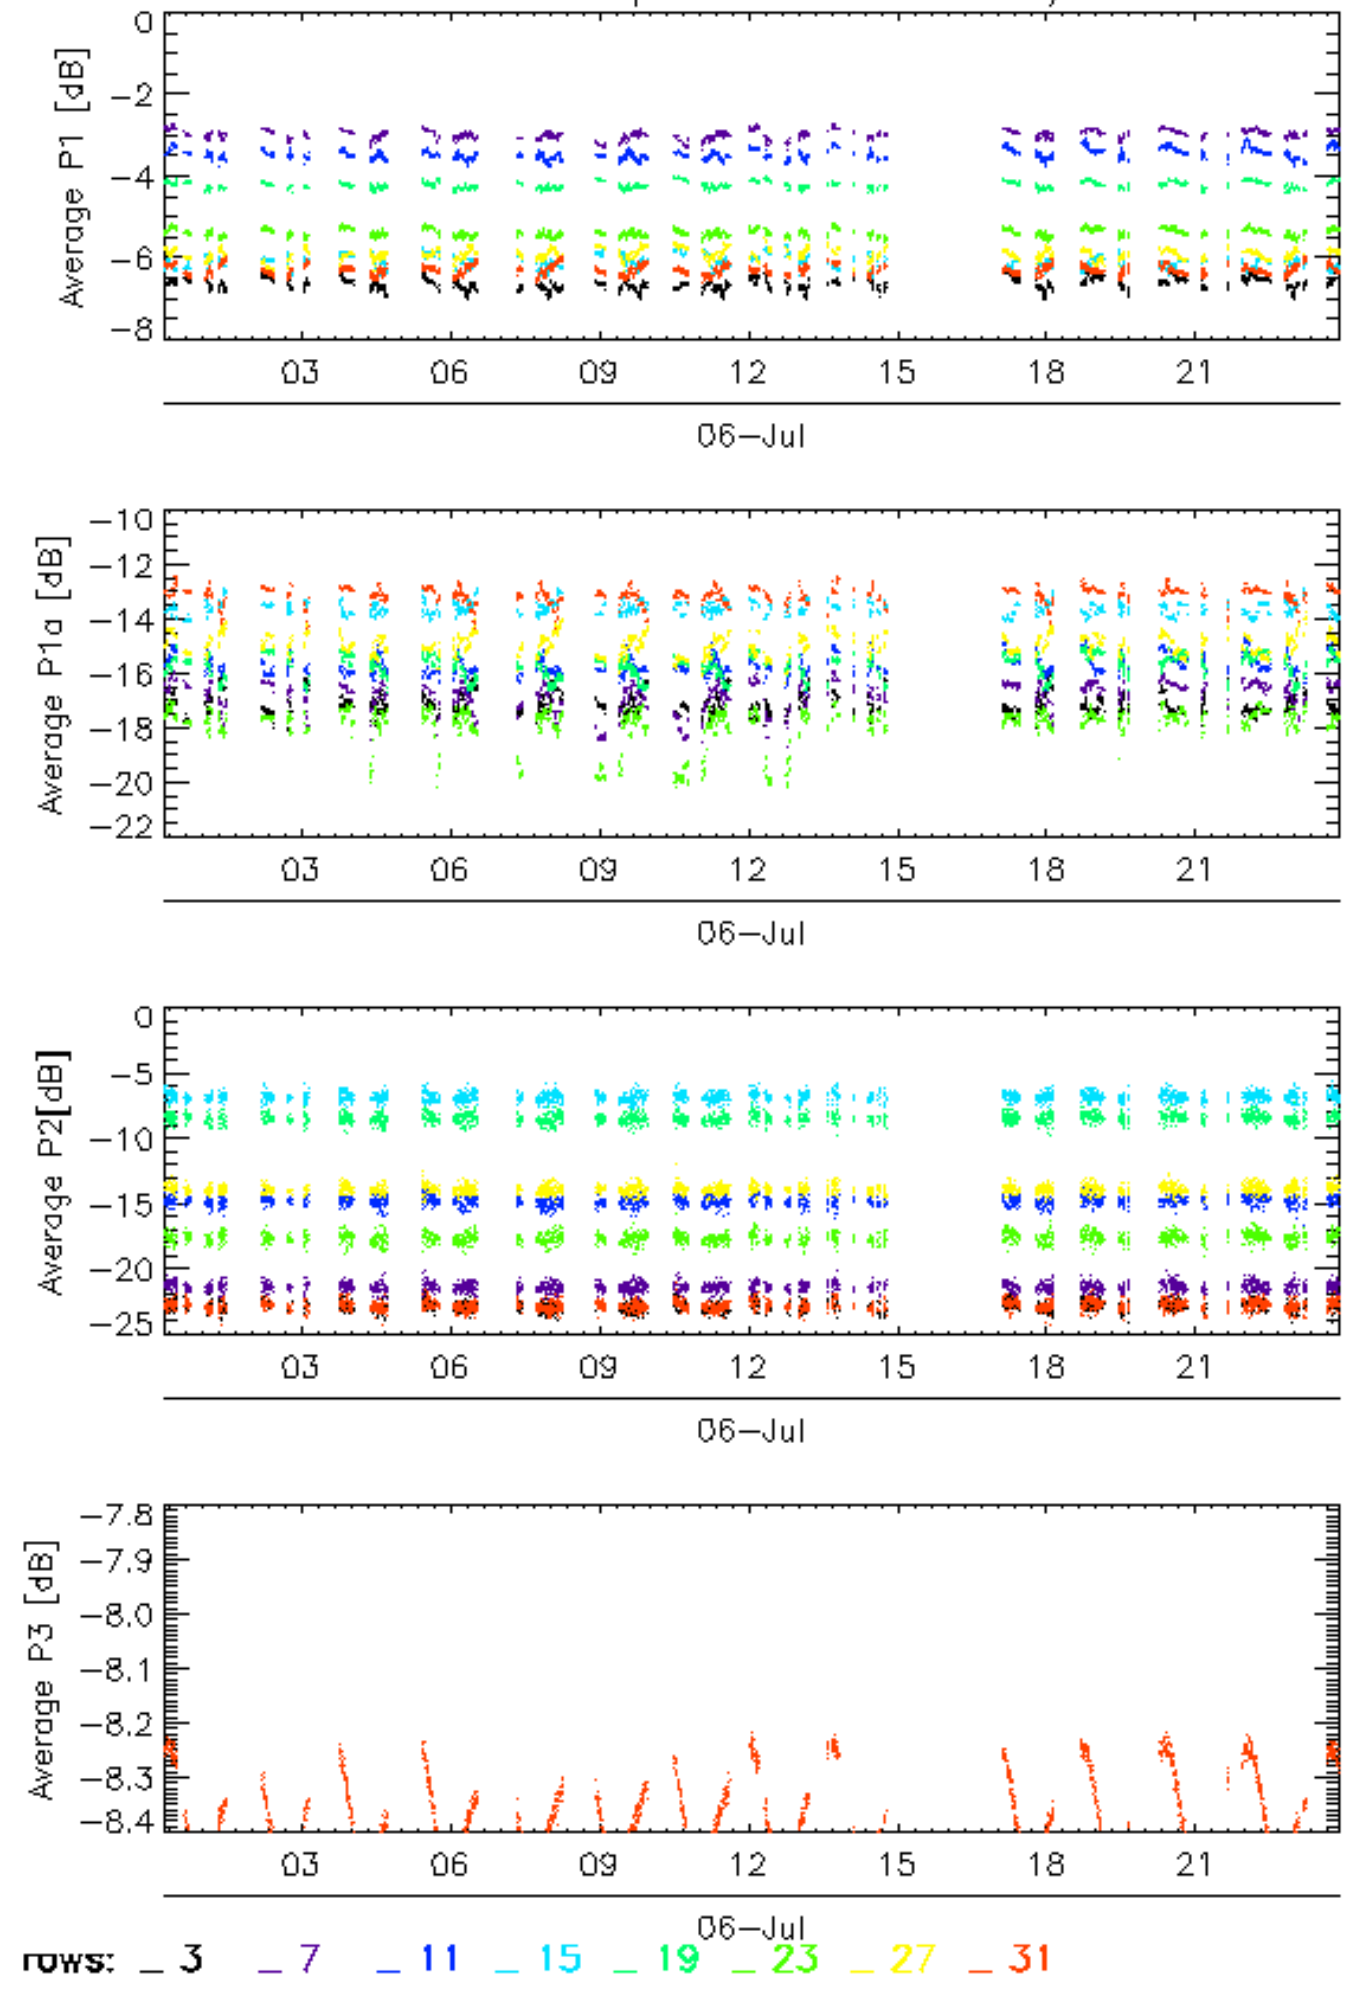 0
−2
−4
−6
−8
Average P1 [dB]
03 06 09 12 15 18 21
06−Jul
−10
−12
−14
−16
−18
−20
−22
Average P1a [dB]
03 06 09 12 15 18 21
06−Jul
0
−5
−10
−15
−20
−25
Average P2[dB]
03 06 09 12 15 18 21
06−Jul
−7.8
−7.9
−8.0
−8.1
−8.2
−8.3
−8.4
Average P3 [dB]
03 06 09 12 15 18 21
06−Jul
rows: _ 3 _ 7 _ 11 _ 15 _ 19 _ 23 _ 27 _ 31